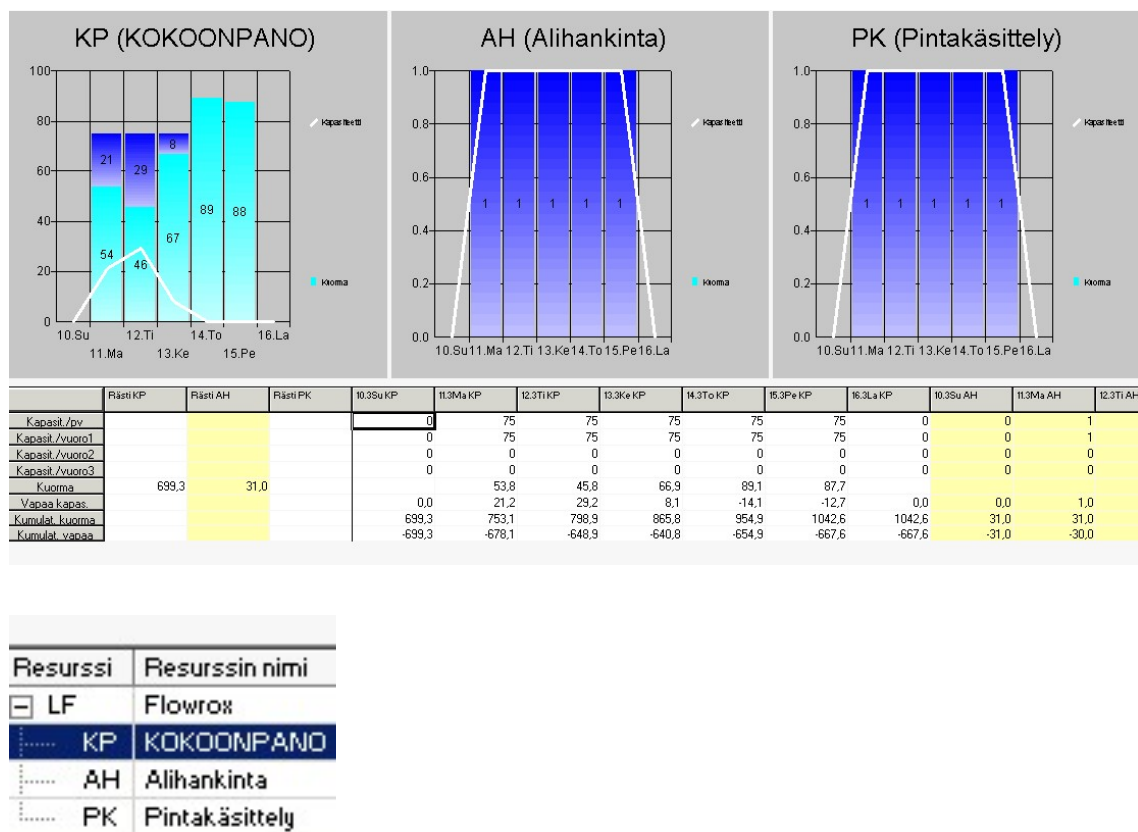 KP (KOKOONPANO)
100
80
60
40
20
0
21
29
8
54
46
67
89
88
10.Su
12.Ti
14.To
16.La
11.Ma
13.Ke
15.Pe
Kapasiteetti
Kuorma
AH (Alihankinta)
1.0
0.8
0.6
0.4
0.2
0.0
1 1 1 1 1
10.Su 11.Ma 12.Ti 13.Ke 14.To 15.Pe 16.La
Kapasiteetti
Kuorma
PK (Pintakäsittely)
1.0
0.8
0.6
0.4
0.2
0.0
1 1 1 1 1
10.Su 11.Ma 12.Ti 13.Ke 14.To 15.Pe 16.La
Kapasiteetti
Kuorma
Rästi KP Rästi AH Rästi PK 10.3Su KP 11.3Ma KP 12.3Ti KP 13.3Ke KP 14.3To KP 15.3Pe KP 16.3La KP 10.3Su AH 11.3Ma AH 12.3Ti AH
Kapasit./pv 0 75 75 75 75 75 0 0 1
Kapasit./vuoro1 0 75 75 75 75 75 0 0 1
Kapasit./vuoro2 0 0 0 0 0 0 0 0 0
Kapasit./vuoro3 0 0 0 0 0 0 0 0 0
Kuorma 699,3 31,0 53,8 45,8 66,9 89,1 87,7
Vapaa kapas. 0,0 21,2 29,2 8,1 -14,1 -12,7 0,0 0,0 1,0
Kumulat. kuorma 699,3 753,1 798,9 865,8 954,9 1042,6 1042,6 31,0 31,0
Kumulat. vapaa -699,3 -678,1 -648,9 -640,8 -654,9 -667,6 -667,6 -31,0 -30,0
Resurssi Resurssin nimi
LF Flowrox
KP KOKOONPANO
AH Alihankinta
PK Pintakäsittely